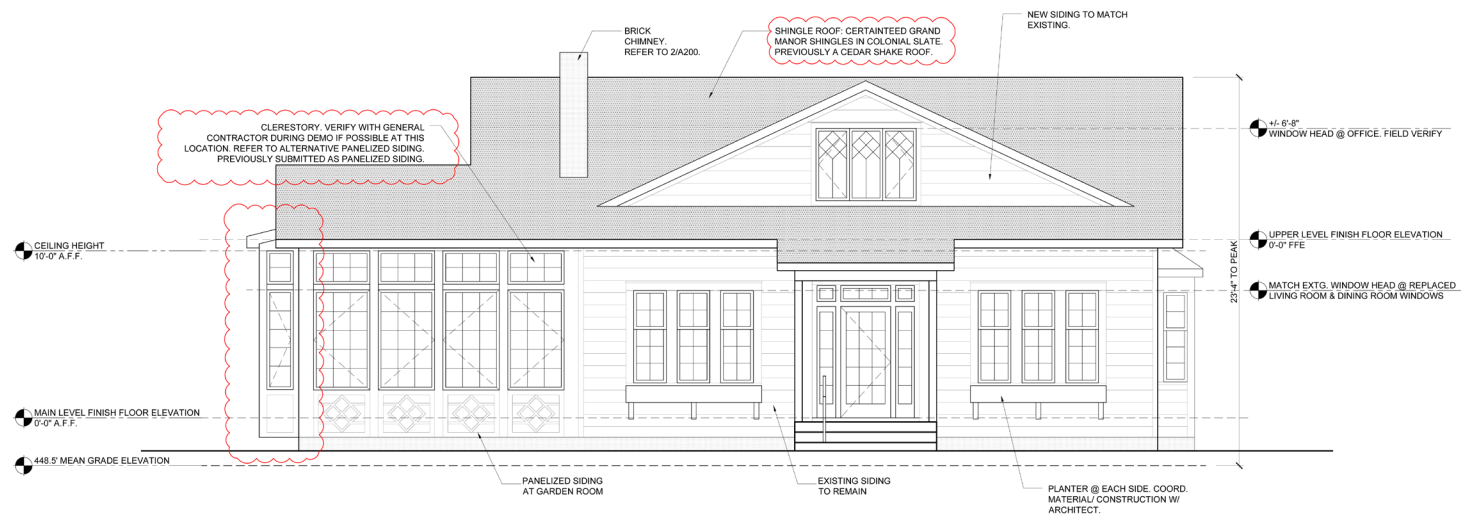 NEW SIDING TO MATCH
EXISTING.
BRICK
CHIMNEY.
REFER TO 2/A200.
SHINGLE ROOF: CERTAINTEED GRAND
MANOR SHINGLES IN COLONIAL SLATE.
PREVIOUSLY A CEDAR SHAKE ROOF.
CLERESTORY. VERIFY WITH GENERAL
CONTRACTOR DURING DEMO IF POSSIBLE AT THIS
LOCATION. REFER TO ALTERNATIVE PANELIZED SIDING.
PREVIOUSLY SUBMITTED AS PANELIZED SIDING.
+/- 6'-8"
WINDOW HEAD @ OFFICE. FIELD VERIFY
CEILING HEIGHT
10'-0" A.F.F.
UPPER LEVEL FINISH FLOOR ELEVATION
0'-0" FFE
23'-4" TO PEAK
MATCH EXTG. WINDOW HEAD @ REPLACED
LIVING ROOM & DINING ROOM WINDOWS
MAIN LEVEL FINISH FLOOR ELEVATION
0'-0" A.F.F.
448.5' MEAN GRADE ELEVATION
PANELIZED SIDING
AT GARDEN ROOM
EXISTING SIDING
TO REMAIN
PLANTER @ EACH SIDE. COORD.
MATERIAL/ CONSTRUCTION W/
ARCHITECT.